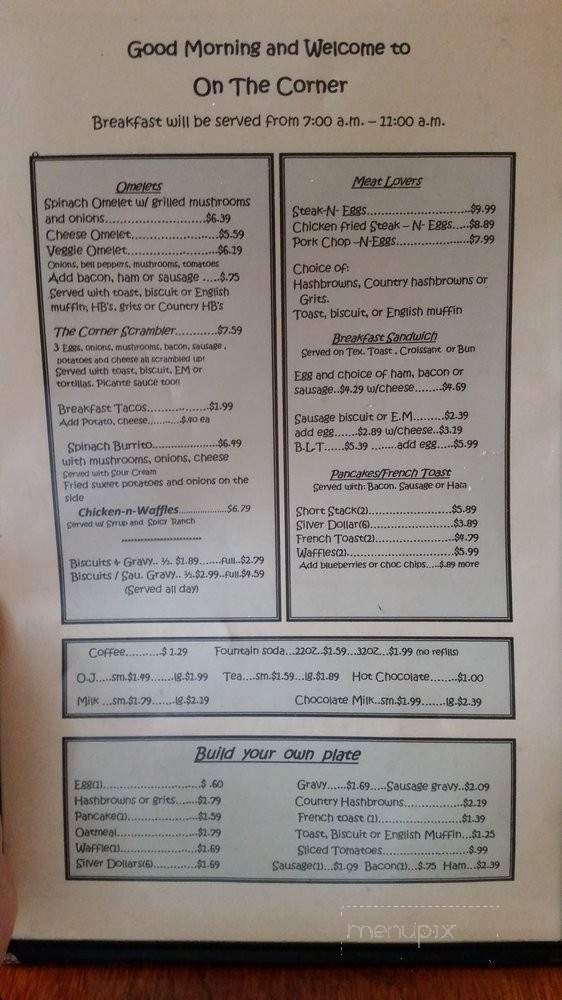 Good Morning and Welcome to
On The Corner
Breakfast will be served from 7:00 a.m. – 11:00 a.m.
Omelets
Spinach Omelet w/ grilled mushrooms
and onions..........................$6.39
Cheese Omelet......................$5.59
Veggie Omelet.......................$6.19
Onions, bell peppers, mushrooms, tomatoes
Add bacon, ham or sausage .....$.75
Served with toast, biscuit or English
muffin; HB's, grits or Country HB's
The Corner Scrambler...........$7.59
3 Eggs, onions, mushrooms, bacon, sausage ,
potatoes and cheese all scrambled up!
Served with toast, biscuit, EM or
tortillas. Picante sauce too!!
Breakfast Tacos..................$1.99
Add Potato, cheese...........$.40 ea
Spinach Burrito...................$6.49
with mushrooms, onions, cheese
Served with Sour Cream
Fried sweet potatoes and onions on the
side
Chicken-n-Waffles......................$6.79
Served w/ Syrup and Spicy Ranch
************************
Biscuits & Gravy.. ½. $1.89.......full..$2.79
Biscuits / Sau. Gravy.. ½.$2.99..full.$4.59
(Served all day)
Meat Lovers
Steak-N- Eggs..........................$9.99
Chicken fried Steak – N- Eggs.....$8.89
Pork Chop –N-Eggs...................$7.99
Choice of:
Hashbrowns, Country hashbrowns or
Grits.
Toast, biscuit, or English muffin
Breakfast Sandwich
Served on Tex. Toast , Croissant or Bun
Egg and choice of ham, bacon or
sausage..$4.29 w/cheese........$4.69
Sausage biscuit or E.M.........$2.39
add egg.......$2.89 w/cheese..$3.19
B.L.T......$5.39 ........add egg.....$5.99
Pancakes/French Toast
Served with: Bacon, Sausage or Ham
Short Stack(2)......................$5.89
Silver Dollar(6).....................$3.89
French Toast(2)....................$4.79
Waffles(2)............................$5.99
Add blueberries or choc chips.....$.89 more
Coffee...........$ 1.29 Fountain soda...22OZ..$1.59...32OZ...$1.99 (no refills)
O.J.....sm.$1.49.......lg.$1.99 Tea....sm.$1.59...lg.$1.89 Hot Chocolate.......$1.00
Milk ...sm.$1.79.......lg.$2.19 Chocolate Milk..sm.$1.99.......lg.$2.39
Build your own plate
Egg(1)...............................$ .60 Gravy......$1.69.....Sausage gravy..$2.09
Hashbrowns or grits.......$1.79 Country Hashbrowns....................$2.19
Pancake(1)........................$1.59 French toast (1)...........................$1.39
Oatmeal...........................$1.79 Toast, Biscuit or English Muffin...$1.25
Waffle(1)..........................$1.69 Sliced Tomatoes...........................$.99
Silver Dollars(6)...............$1.69 Sausage(1)...$1.09 Bacon(1)...$.75 Ham...$2.39
menupix